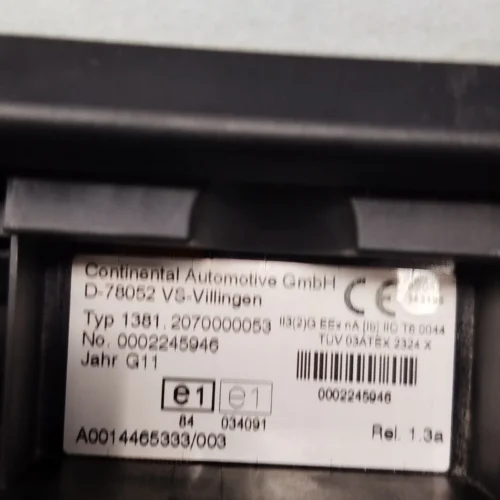 Continental Automotive GmbH
D-78052 VS-Villingen
Typ 1381.2070000053
II3(2)G EEx nA [ib] IIC T6 0044
TÜV 03ATEX 2324 X
No. 0002245946
Jahr G11
CE
0002245946
e1 e1
84 034091
A0014465333/003
Rel. 1.3a